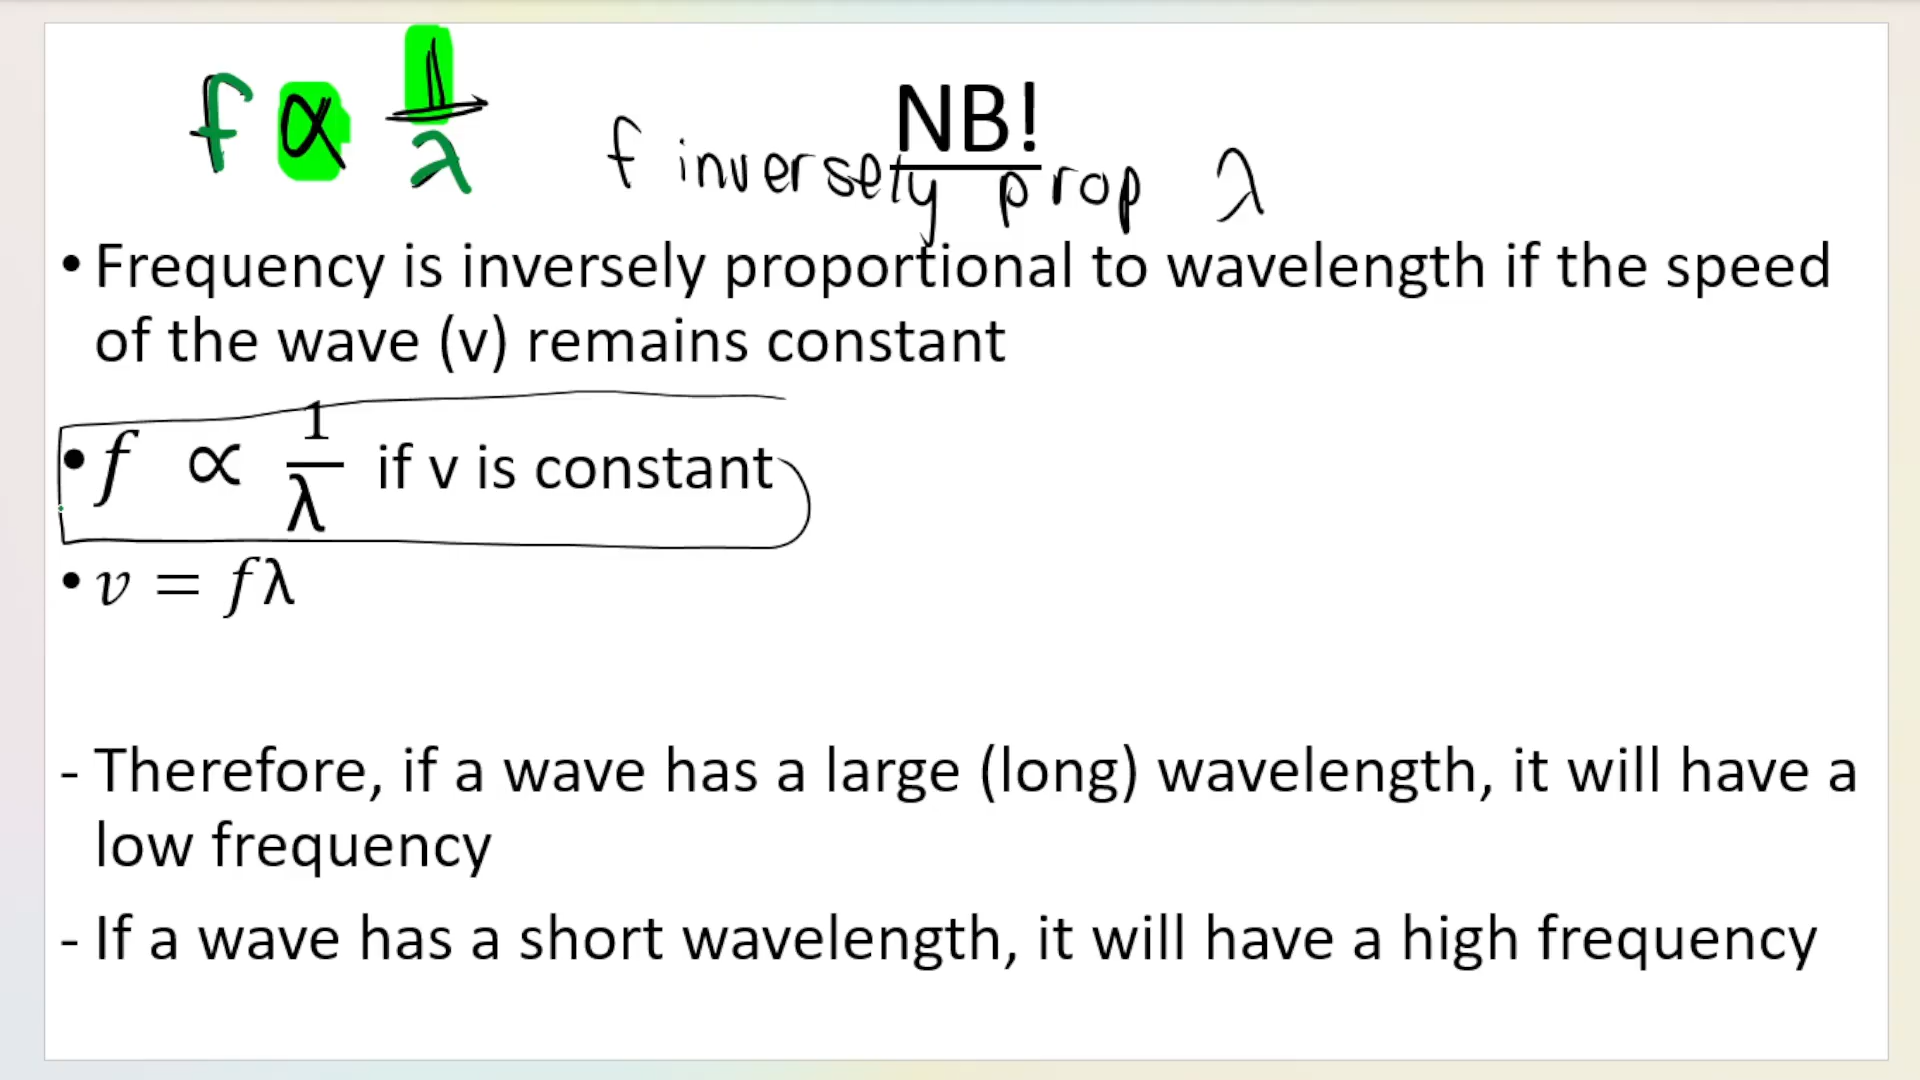 f ∝ 1/λ
NB!
f inversely prop λ
• Frequency is inversely proportional to wavelength if the speed
of the wave (v) remains constant
• f ∝ 1/λ if v is constant
• v = fλ
- Therefore, if a wave has a large (long) wavelength, it will have a
low frequency
- If a wave has a short wavelength, it will have a high frequency